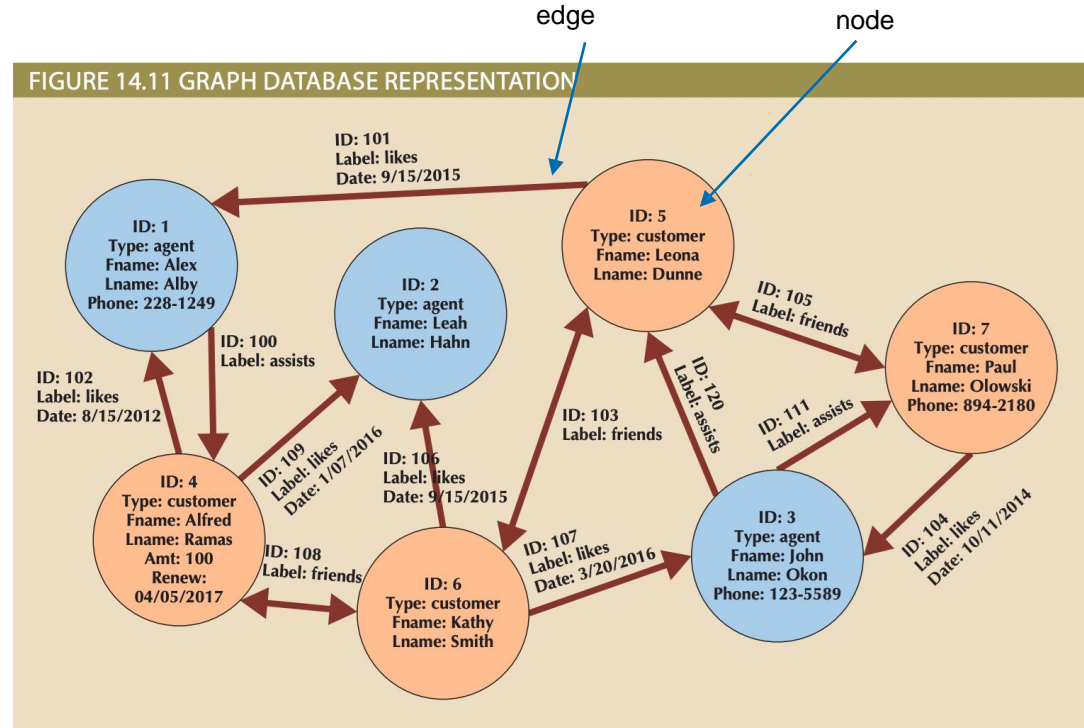 edge
node
FIGURE 14.11 GRAPH DATABASE REPRESENTATION
ID: 101
Label: likes
Date: 9/15/2015
ID: 1
Type: agent
Fname: Alex
Lname: Alby
Phone: 228-1249
ID: 2
Type: agent
Fname: Leah
Lname: Hahn
ID: 5
Type: customer
Fname: Leona
Lname: Dunne
ID: 105
Label: friends
ID: 7
Type: customer
Fname: Paul
Lname: Olowski
Phone: 894-2180
ID: 100
Label: assists
ID: 102
Label: likes
Date: 8/15/2012
ID: 109
Label: likes
Date: 1/07/2016
ID: 106
Label: likes
Date: 9/15/2015
ID: 103
Label: friends
ID: 120
Label: assists
ID: 111
Label: assists
ID: 4
Type: customer
Fname: Alfred
Lname: Ramas
Amt: 100
Renew:
04/05/2017
ID: 108
Label: friends
ID: 6
Type: customer
Fname: Kathy
Lname: Smith
ID: 107
Label: likes
Date: 3/20/2016
ID: 3
Type: agent
Fname: John
Lname: Okon
Phone: 123-5589
ID: 104
Label: likes
Date: 10/11/2014